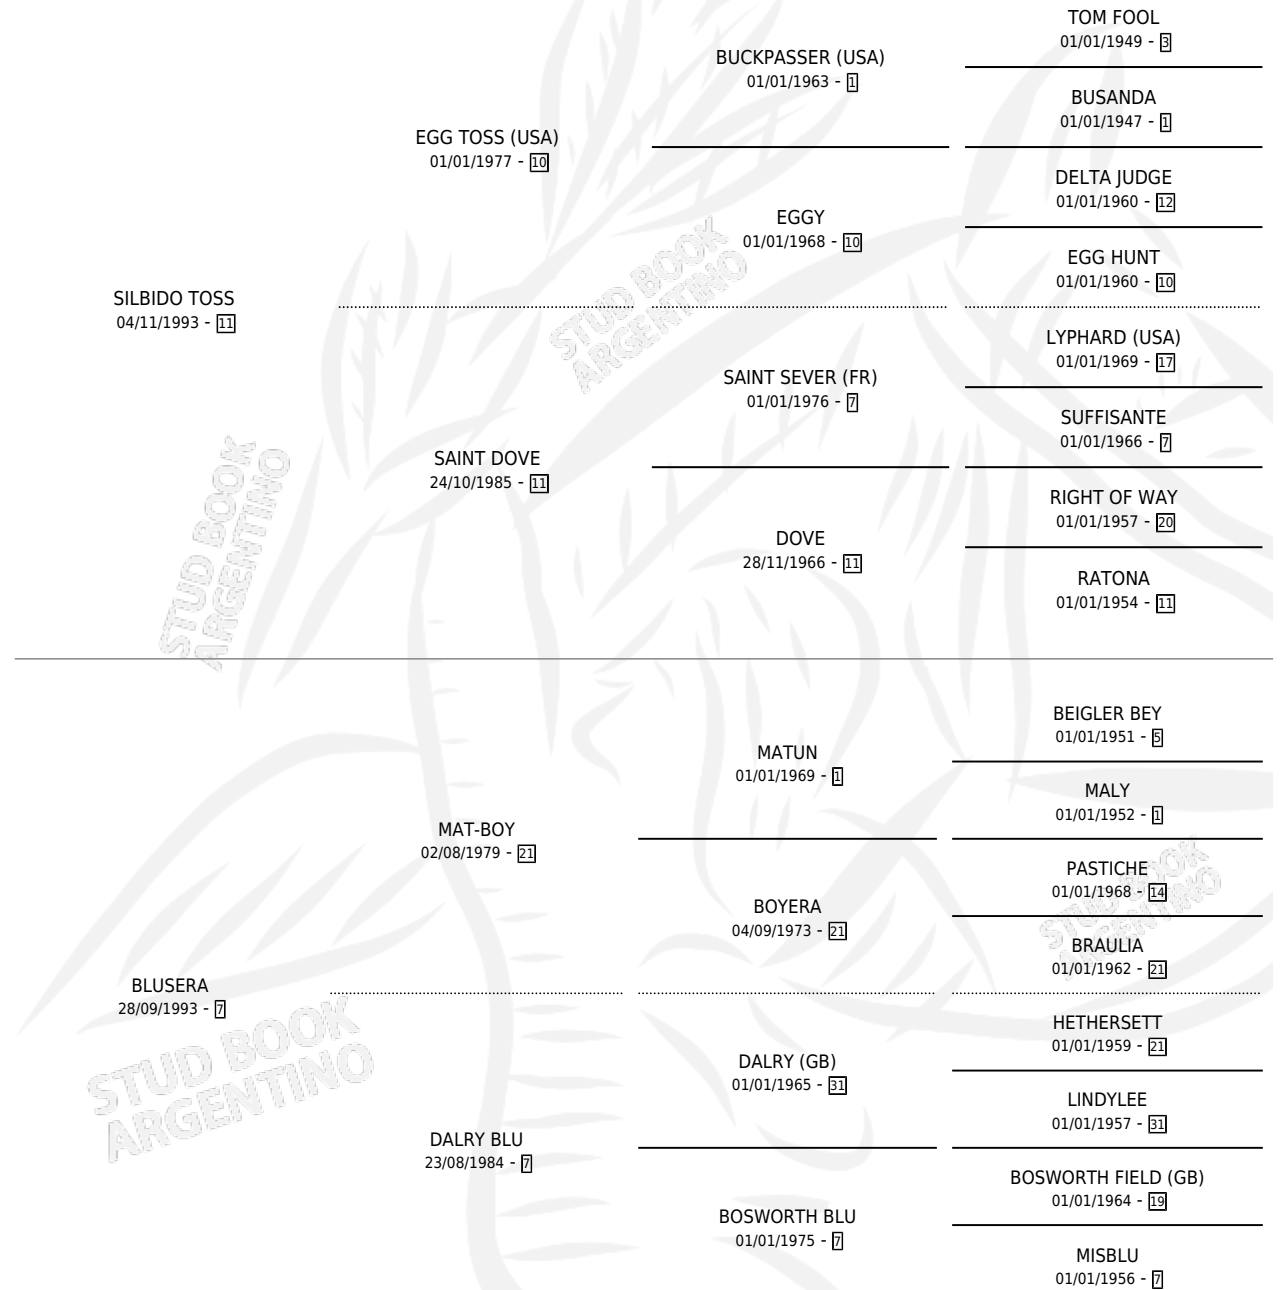 TOM FOOL
01/01/1949 - 3
BUCKPASSER (USA)
01/01/1963 - 1
BUSANDA
01/01/1947 - 1
EGG TOSS (USA)
01/01/1977 - 10
DELTA JUDGE
01/01/1960 - 12
EGGY
01/01/1968 - 10
EGG HUNT
01/01/1960 - 10
SILBIDO TOSS
04/11/1993 - 11
STUD BOOK
ARGENTINO
LYPHARD (USA)
01/01/1969 - 17
SAINT SEVER (FR)
01/01/1976 - 7
SUFFISANTE
01/01/1966 - 7
SAINT DOVE
24/10/1985 - 11
RIGHT OF WAY
01/01/1957 - 20
DOVE
28/11/1966 - 11
RATONA
01/01/1954 - 11
STUD BOOK
ARGENTINO
BEIGLER BEY
01/01/1951 - 5
MATUN
01/01/1969 - 1
MALY
01/01/1952 - 1
MAT-BOY
02/08/1979 - 21
PASTICHE
01/01/1968 - 14
BOYERA
04/09/1973 - 21
BRAULIA
01/01/1962 - 21
STUD BOOK
ARGENTINO
BLUSERA
28/09/1993 - 7
HETHERSETT
01/01/1959 - 21
DALRY (GB)
01/01/1965 - 31
LINDYLEE
01/01/1957 - 31
STUD BOOK
ARGENTINO
DALRY BLU
23/08/1984 - 7
BOSWORTH FIELD (GB)
01/01/1964 - 19
BOSWORTH BLU
01/01/1975 - 7
MISBLU
01/01/1956 - 7